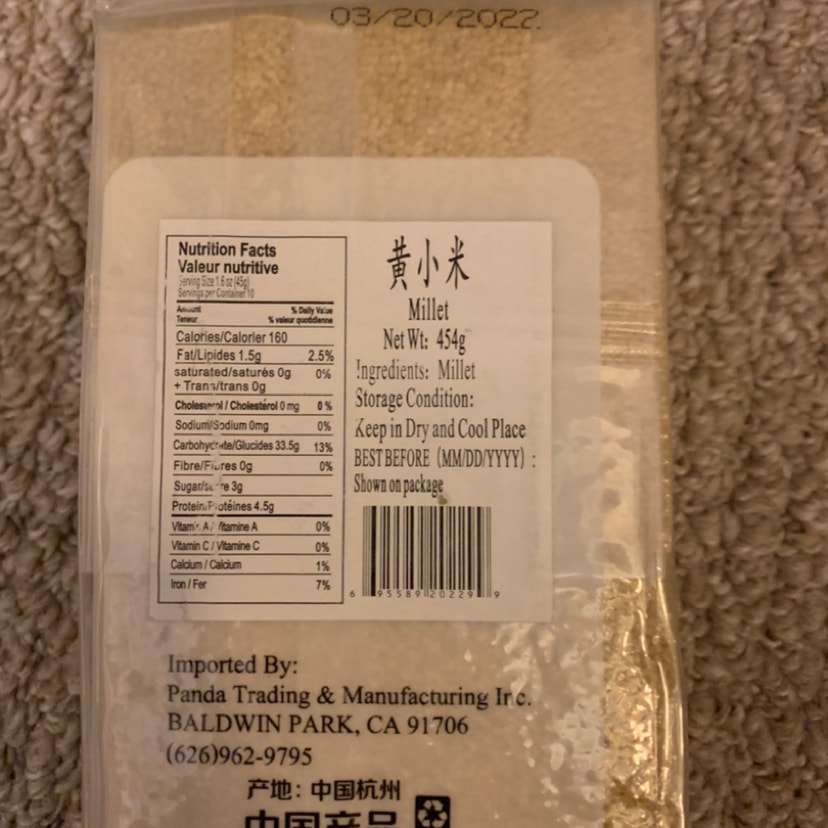 03/20/2022
Nutrition Facts
Valeur nutritive
Serving Size 1.6 oz (45g)
Servings per Container 10
Amount % Daily Value
Teneur % valeur quotidienne
Calories/Calorier 160
Fat/Lipides 1.5g 2.5%
saturated/saturés 0g 0%
+ Trans/trans 0g
Cholesterol / Cholestérol 0 mg 0 %
Sodium/Sodium 0mg 0%
Carbohydrate/Glucides 33.5g 13%
Fibre/Fibres 0g 0%
Sugar/sucre 3g
Protein/Protéines 4.5g
Vitamin A / Vitamine A 0%
Vitamin C / Vitamine C 0%
Calcium / Calcium 1%
Iron / Fer 7%
黄小米
Millet
Net Wt: 454g
Ingredients: Millet
Storage Condition:
Keep in Dry and Cool Place
BEST BEFORE (MM/DD/YYYY) :
Shown on package
6 95589 20229 9
Imported By:
Panda Trading & Manufacturing Inc.
BALDWIN PARK, CA 91706
(626)962-9795
产地: 中国杭州
中国产品